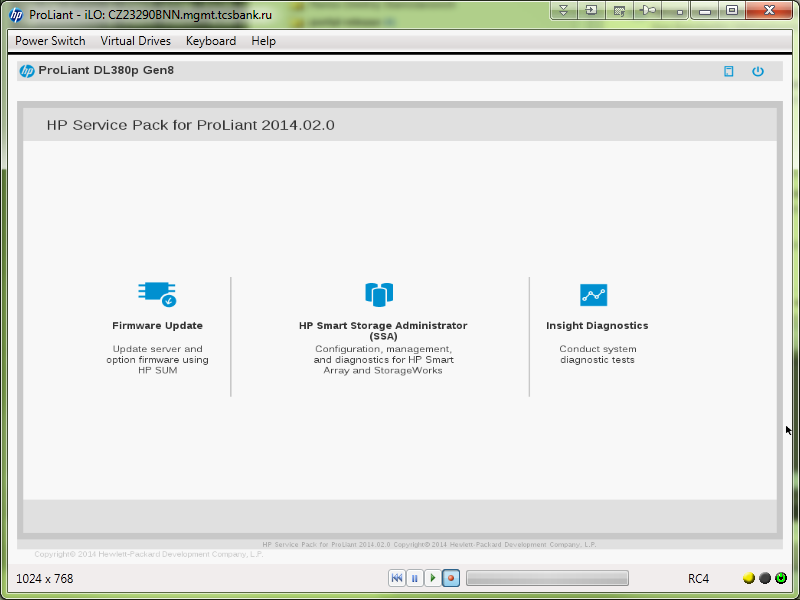 ProLiant - iLO: CZ23290BNN.mgmt.tcsbank.ru
Power Switch Virtual Drives Keyboard Help
hp ProLiant DL380p Gen8
HP Service Pack for ProLiant 2014.02.0
Firmware Update
Update server and
option firmware using
HP SUM
HP Smart Storage Administrator
(SSA)
Configuration, management,
and diagnostics for HP Smart
Array and StorageWorks
Insight Diagnostics
Conduct system
diagnostic tests
HP Service Pack for ProLiant 2014.02.0 Copyright© 2014 Hewlett-Packard Development Company, L.P.
Copyright© 2014 Hewlett-Packard Development Company, L.P.
1024 x 768
RC4